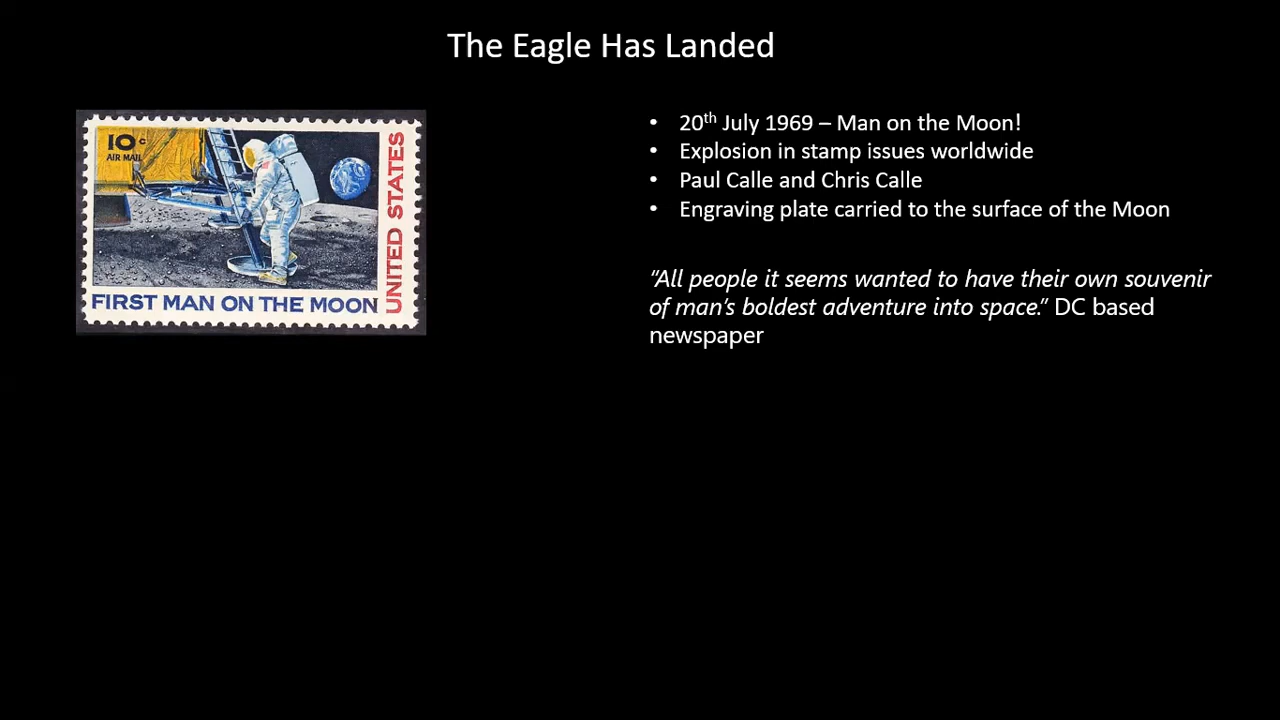 The Eagle Has Landed
10c
AIR MAIL
UNITED STATES
FIRST MAN ON THE MOON
• 20th July 1969 – Man on the Moon!
• Explosion in stamp issues worldwide
• Paul Calle and Chris Calle
• Engraving plate carried to the surface of the Moon
“All people it seems wanted to have their own souvenir
of man’s boldest adventure into space.” DC based
newspaper